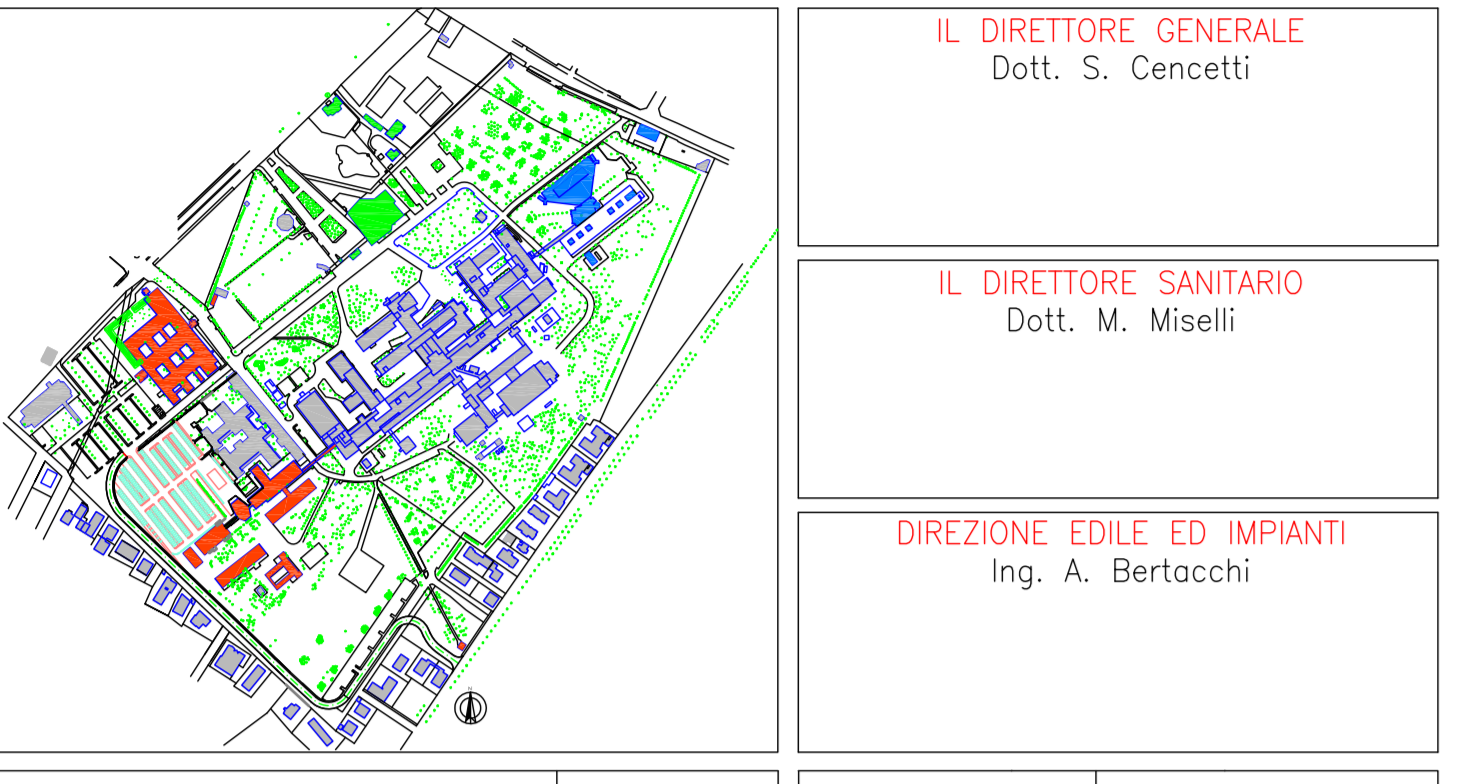 IL DIRETTORE GENERALE
Dott. S. Cencetti
IL DIRETTORE SANITARIO
Dott. M. Miselli
DIREZIONE EDILE ED IMPIANTI
Ing. A. Bertacchi
N